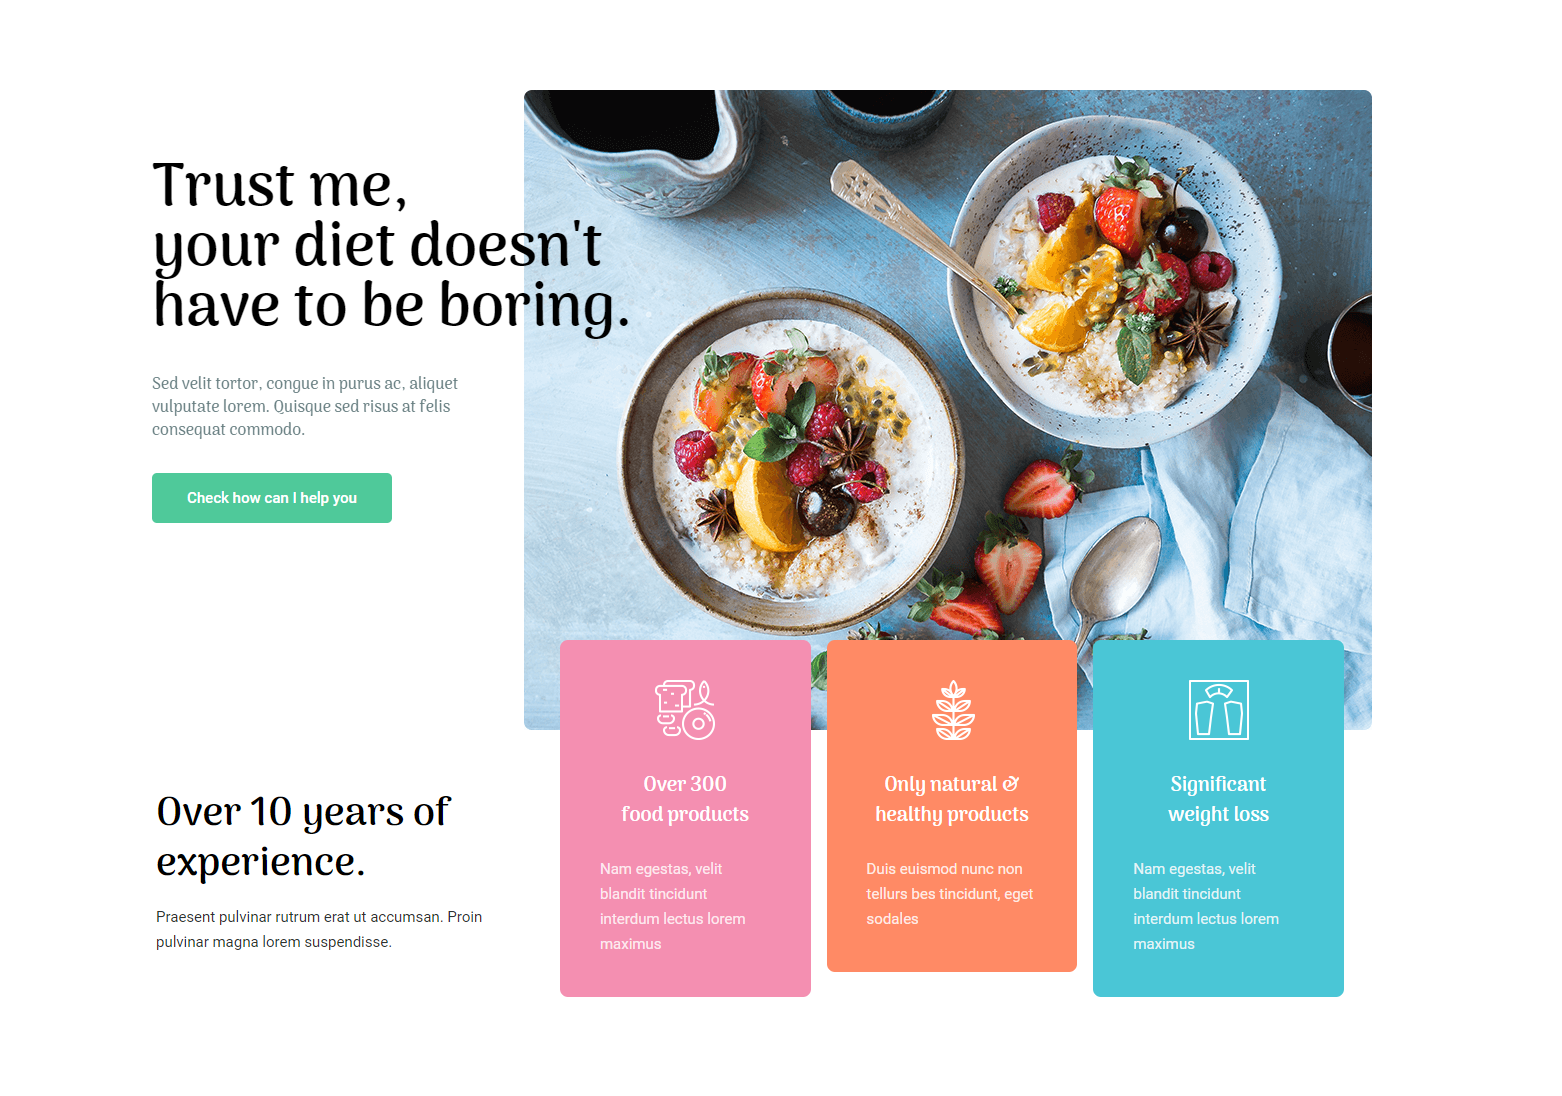 Trust me,
your diet doesn't
have to be boring.
Sed velit tortor, congue in purus ac, aliquet
vulputate lorem. Quisque sed risus at felis
consequat commodo.
Check how can I help you
Over 10 years of
experience.
Praesent pulvinar rutrum erat ut accumsan. Proin
pulvinar magna lorem suspendisse.
Over 300
food products
Nam egestas, velit
blandit tincidunt
interdum lectus lorem
maximus
Only natural &
healthy products
Duis euismod nunc non
tellurs bes tincidunt, eget
sodales
Significant
weight loss
Nam egestas, velit
blandit tincidunt
interdum lectus lorem
maximus